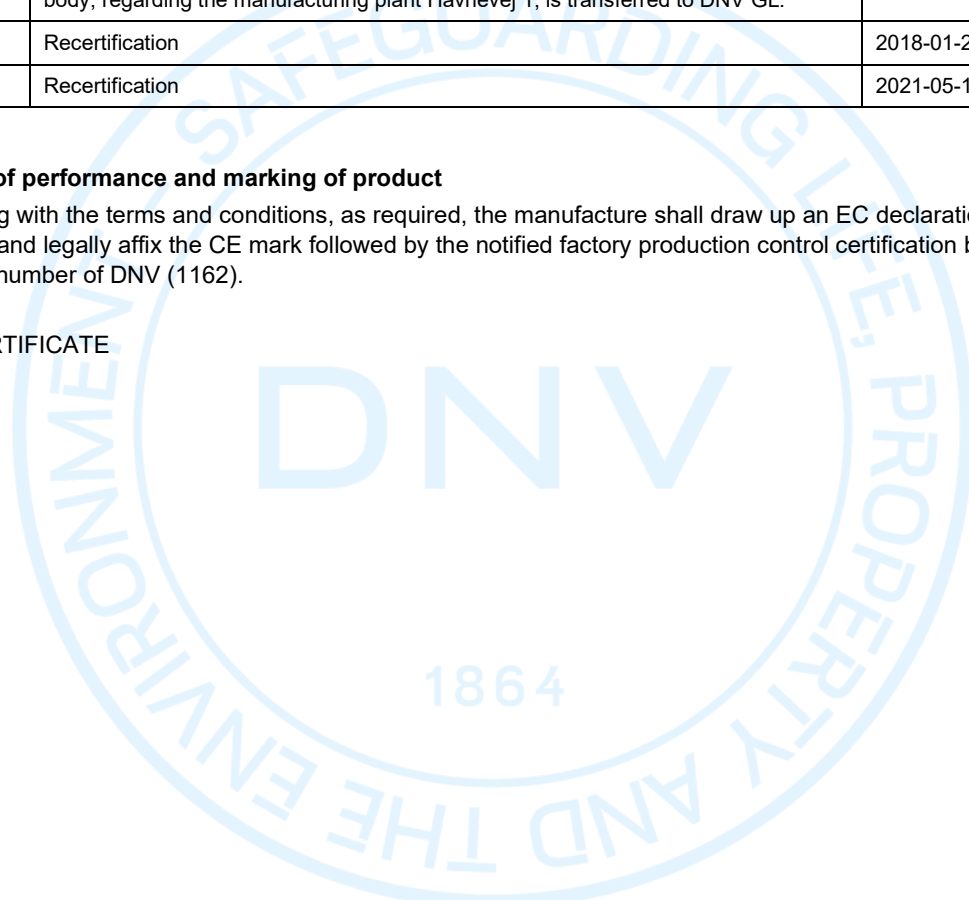 body, regarding the manufacturing plant Havnevej 1, is transferred to DNV GL.
Recertification 2018-01-2
Recertification 2021-05-1
of performance and marking of product
g with the terms and conditions, as required, the manufacture shall draw up an EC declaratio
and legally affix the CE mark followed by the notified factory production control certification b
number of DNV (1162).
RTIFICATE
SAFEGUARDING LIFE, PROPERTY AND THE ENVIRONMENT
DNV
1864